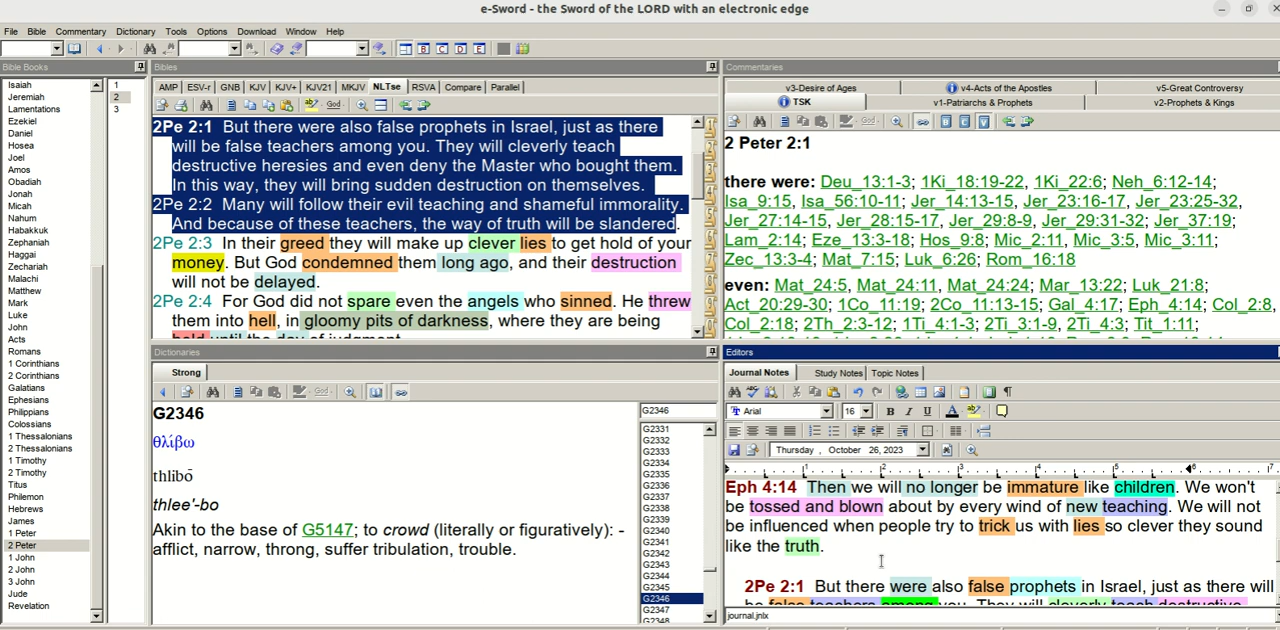 e-Sword - the Sword of the LORD with an electronic edge
File Bible Commentary Dictionary Tools Options Download Window Help
Bible Books
Isaiah
Jeremiah
Lamentations
Ezekiel
Daniel
Hosea
Joel
Amos
Obadiah
Jonah
Micah
Nahum
Habakkuk
Zephaniah
Haggai
Zechariah
Malachi
Matthew
Mark
Luke
John
Acts
Romans
1 Corinthians
2 Corinthians
Galatians
Ephesians
Philippians
Colossians
1 Thessalonians
2 Thessalonians
1 Timothy
2 Timothy
Titus
Philemon
Hebrews
James
1 Peter
2 Peter
1 John
2 John
3 John
Jude
Revelation
1
2
3
Bibles
AMP ESV-r GNB KJV KJV+ KJV21 MKJV NLTse RSVA Compare Parallel
2Pe 2:1 But there were also false prophets in Israel, just as there
will be false teachers among you. They will cleverly teach
destructive heresies and even deny the Master who bought them.
In this way, they will bring sudden destruction on themselves.
2Pe 2:2 Many will follow their evil teaching and shameful immorality.
And because of these teachers, the way of truth will be slandered.
2Pe 2:3 In their greed they will make up clever lies to get hold of your
money. But God condemned them long ago, and their destruction
will not be delayed.
2Pe 2:4 For God did not spare even the angels who sinned. He threw
them into hell, in gloomy pits of darkness, where they are being
held until the day of judgment.
Commentaries
v3-Desire of Ages v4-Acts of the Apostles v5-Great Controversy
TSK v1-Patriarchs & Prophets v2-Prophets & Kings
2 Peter 2:1
there were: Deu_13:1-3; 1Ki_18:19-22, 1Ki_22:6; Neh_6:12-14;
Isa_9:15, Isa_56:10-11; Jer_14:13-15, Jer_23:16-17, Jer_23:25-32,
Jer_27:14-15, Jer_28:15-17, Jer_29:8-9, Jer_29:31-32; Jer_37:19;
Lam_2:14; Eze_13:3-18; Hos_9:8; Mic_2:11, Mic_3:5, Mic_3:11;
Zec_13:3-4; Mat_7:15; Luk_6:26; Rom_16:18
even: Mat_24:5, Mat_24:11, Mat_24:24; Mar_13:22; Luk_21:8;
Act_20:29-30; 1Co_11:19; 2Co_11:13-15; Gal_4:17; Eph_4:14; Col_2:8,
Col_2:18; 2Th_2:3-12; 1Ti_4:1-3; 2Ti_3:1-9, 2Ti_4:3; Tit_1:11;
Dictionaries
Strong
G2346
θλίβω
thlibō
thlee'-bo
Akin to the base of G5147; to crowd (literally or figuratively): -
afflict, narrow, throng, suffer tribulation, trouble.
G2346
G2331
G2332
G2333
G2334
G2335
G2336
G2337
G2338
G2339
G2340
G2341
G2342
G2343
G2344
G2345
G2346
G2347
G2348
Editors
Journal Notes Study Notes Topic Notes
Arial 16 B I U A
Thursday , October 26, 2023
1 2 3 4 5 6 7
Eph 4:14 Then we will no longer be immature like children. We won't
be tossed and blown about by every wind of new teaching. We will not
be influenced when people try to trick us with lies so clever they sound
like the truth.
2Pe 2:1 But there were also false prophets in Israel, just as there will
be false teachers among you. They will cleverly teach destructive
journal.jnlx